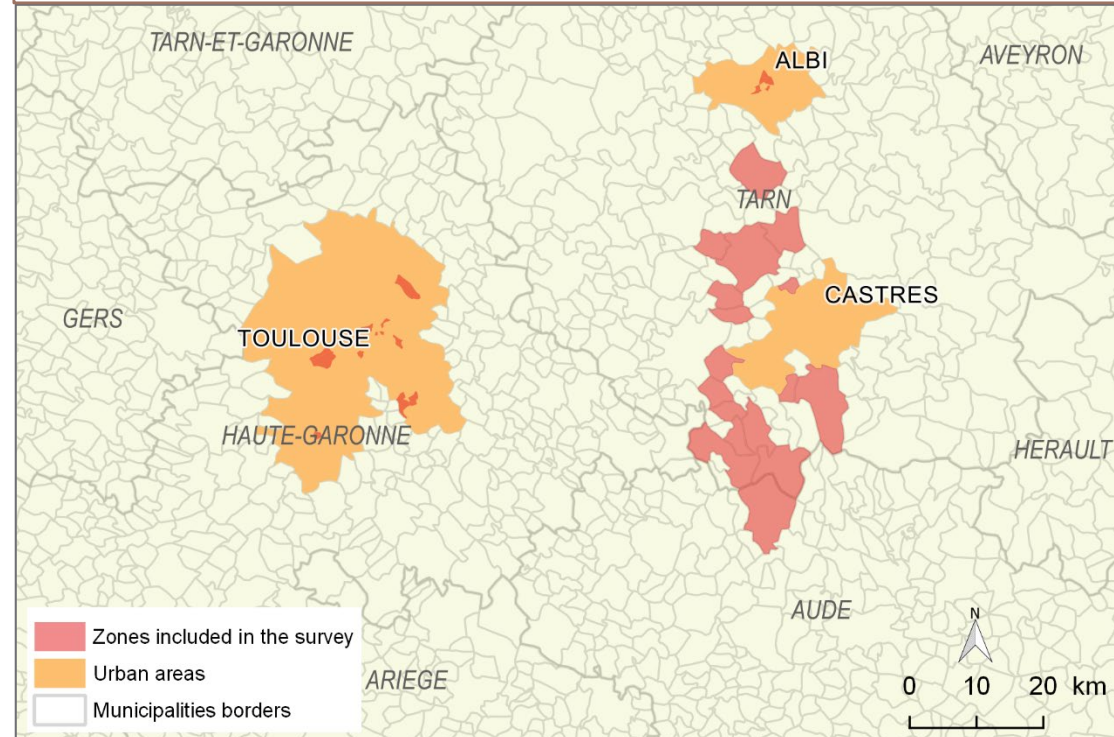 TARN-ET-GARONNE
ALBI
AVEYRON
TARN
CASTRES
GERS
TOULOUSE
HAUTE-GARONNE
HERAULT
AUDE
ARIEGE
Zones included in the survey
Urban areas
Municipalities borders
N
0 10 20 km